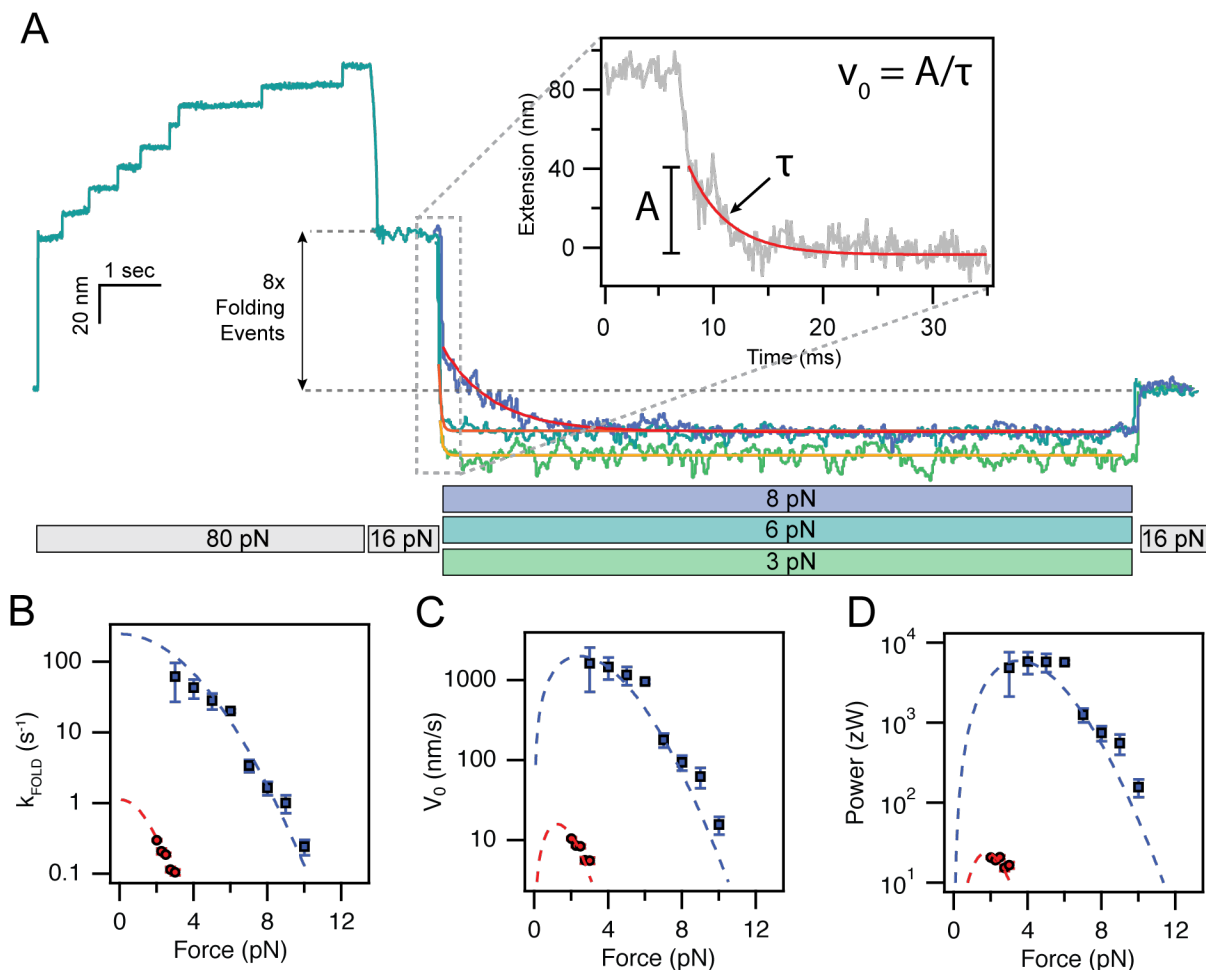 A
v₀ = A/τ
Extension (nm)
80
40
0
A
τ
0
10
20
30
Time (ms)
1 sec
20 nm
8x
Folding
Events
8 pN
80 pN
16 pN
6 pN
16 pN
3 pN
B
kFOLD (s⁻¹)
100
10
1
0.1
0
4
8
12
Force (pN)
C
V₀ (nm/s)
1000
100
10
0
4
8
12
Force (pN)
D
Power (zW)
10⁴
10³
10²
10¹
0
4
8
12
Force (pN)